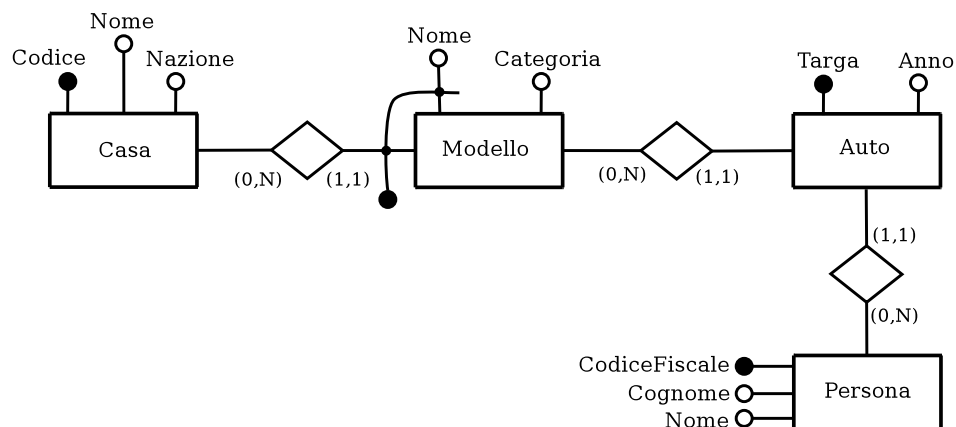 Nome
Codice
Nazione
Nome
Categoria
Targa
Anno
Casa
Modello
Auto
(0,N)
(1,1)
(0,N)
(1,1)
(1,1)
(0,N)
CodiceFiscale
Cognome
Nome
Persona